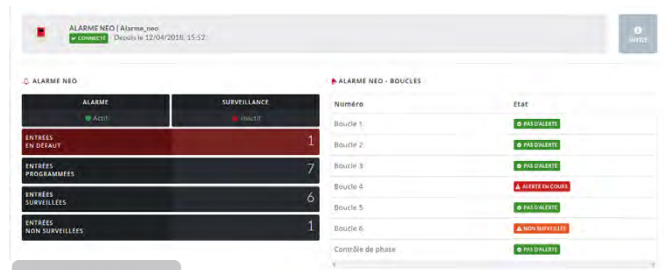 ALARME NEO | Alarme_neo
CONNECTÉ Depuis le 12/04/2018, 15:52
ALARME NEO
ALARME
Actif
SURVEILLANCE
Inactif
ENTRÉES
EN DÉFAUT
1
ENTRÉES
PROGRAMMÉES
7
ENTRÉES
SURVEILLÉES
6
ENTRÉES
NON SURVEILLÉES
1
ALARME NEO - BOUCLES
Numéro Etat
Boucle 1 PAS D'ALERTE
Boucle 2 PAS D'ALERTE
Boucle 3 PAS D'ALERTE
Boucle 4 ALERTE EN COURS
Boucle 5 PAS D'ALERTE
Boucle 6 NON SURVEILLÉE
Contrôle de phase PAS D'ALERTE